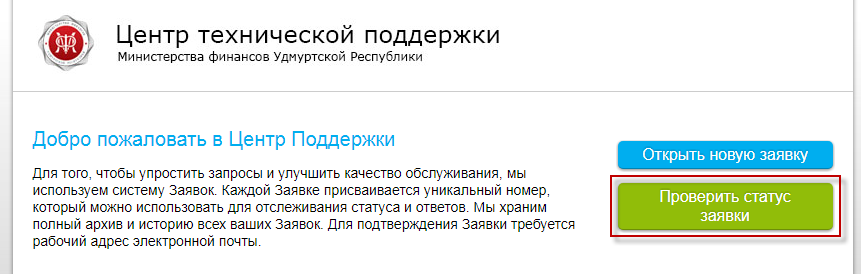 Центр технической поддержки
Министерства финансов Удмуртской Республики
Добро пожаловать в Центр Поддержки
Для того, чтобы упростить запросы и улучшить качество обслуживания, мы
используем систему Заявок. Каждой Заявке присваивается уникальный номер,
который можно использовать для отслеживания статуса и ответов. Мы храним
полный архив и историю всех ваших Заявок. Для подтверждения Заявки требуется
рабочий адрес электронной почты.
Открыть новую заявку
Проверить статус
заявки